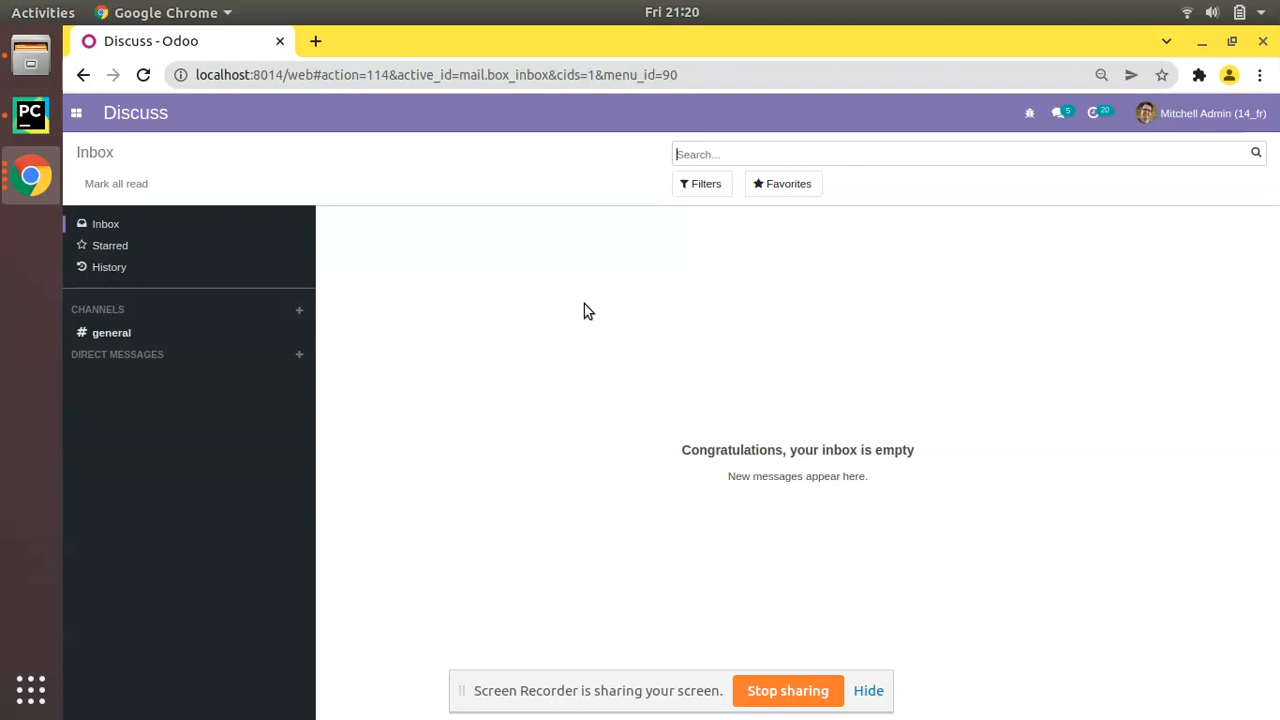 Activities
Google Chrome
Fri 21:20
Discuss - Odoo
localhost:8014/web#action=114&active_id=mail.box_inbox&cids=1&menu_id=90
PC
Discuss
5
20
Mitchell Admin (14_fr)
Inbox
Search...
Mark all read
Filters
Favorites
Inbox
Starred
History
CHANNELS
# general
DIRECT MESSAGES
Congratulations, your inbox is empty
New messages appear here.
Screen Recorder is sharing your screen.
Stop sharing
Hide